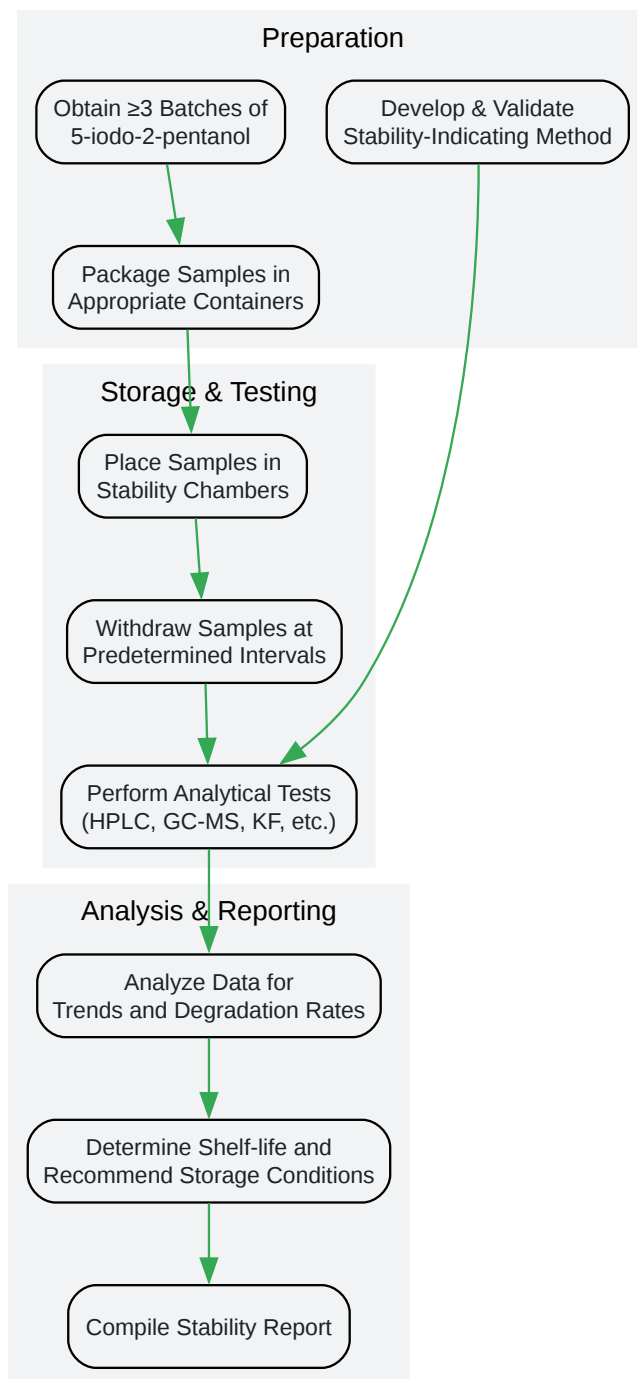 Preparation
Obtain ≥3 Batches of
5-iodo-2-pentanol
Develop & Validate
Stability-Indicating Method
Package Samples in
Appropriate Containers
Storage & Testing
Place Samples in
Stability Chambers
Withdraw Samples at
Predetermined Intervals
Perform Analytical Tests
(HPLC, GC-MS, KF, etc.)
Analysis & Reporting
Analyze Data for
Trends and Degradation Rates
Determine Shelf-life and
Recommend Storage Conditions
Compile Stability Report